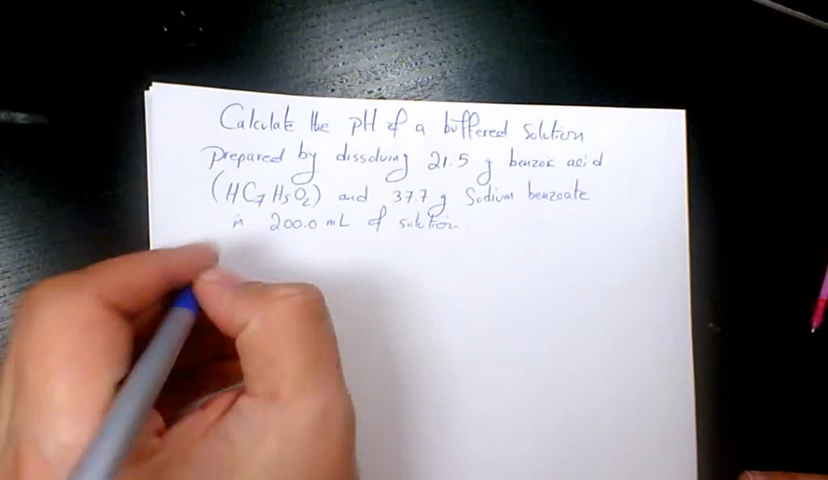 Calculate the pH of a buffered solution
prepared by dissolving 21.5 g benzoic acid
(HC7H5O2) and 37.7 g Sodium benzoate
in 200.0 mL of solution.